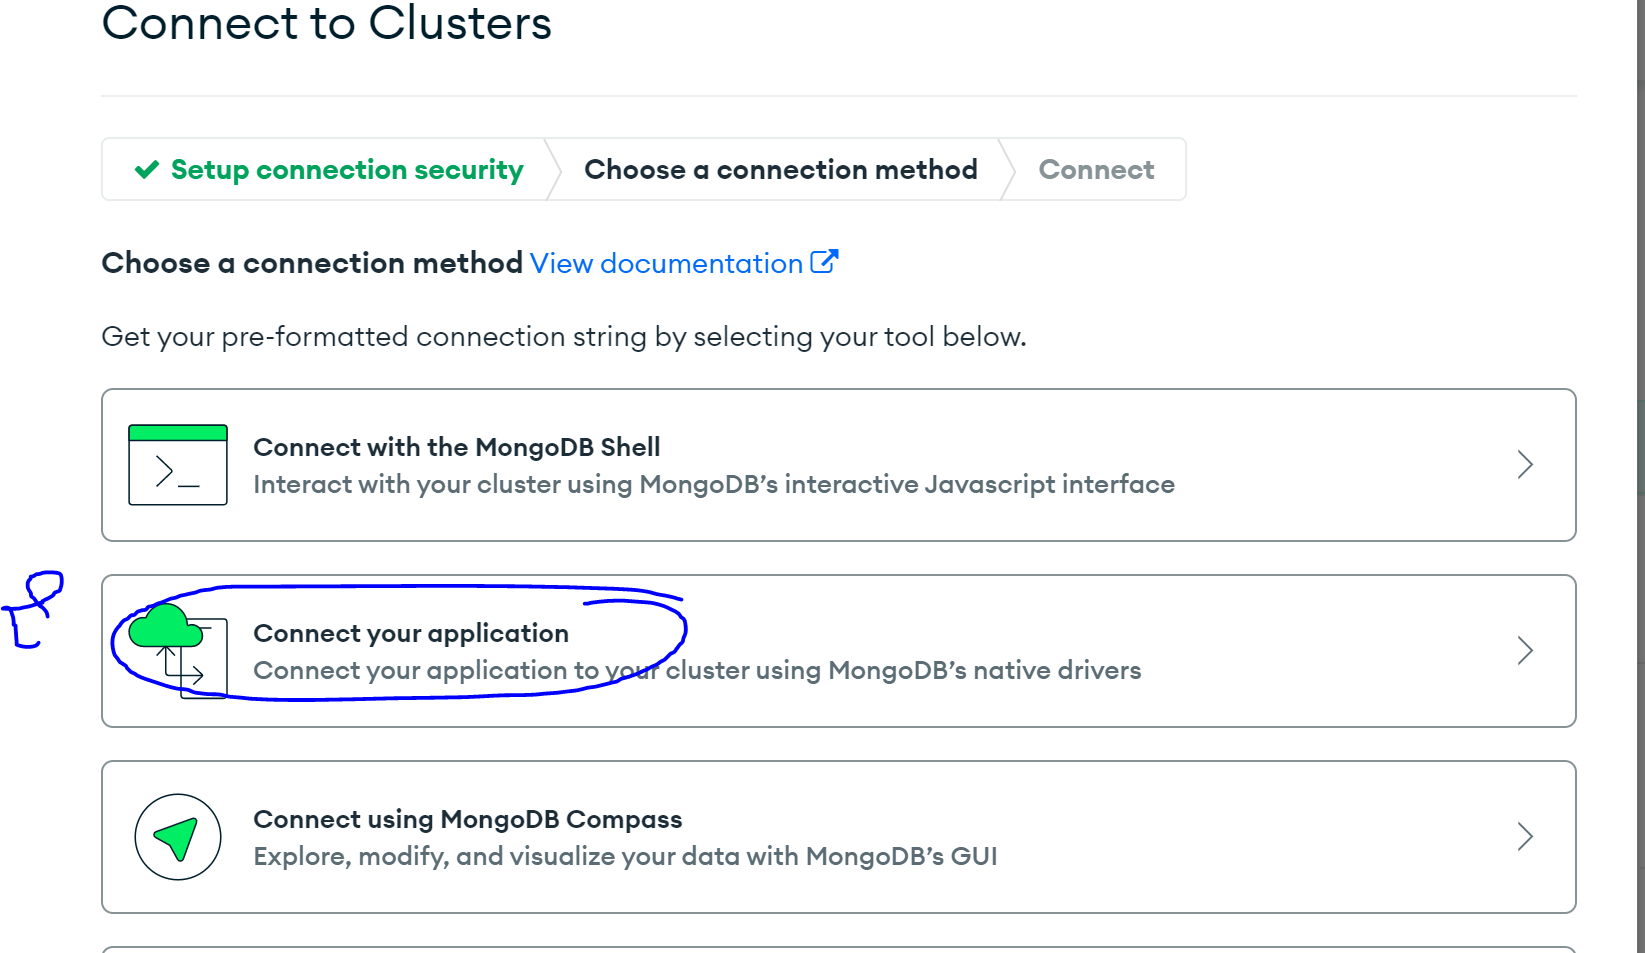 Connect to Clusters
Setup connection security
Choose a connection method
Connect
Choose a connection method View documentation
Get your pre-formatted connection string by selecting your tool below.
Connect with the MongoDB Shell
Interact with your cluster using MongoDB’s interactive Javascript interface
Connect your application
Connect your application to your cluster using MongoDB’s native drivers
Connect using MongoDB Compass
Explore, modify, and visualize your data with MongoDB’s GUI